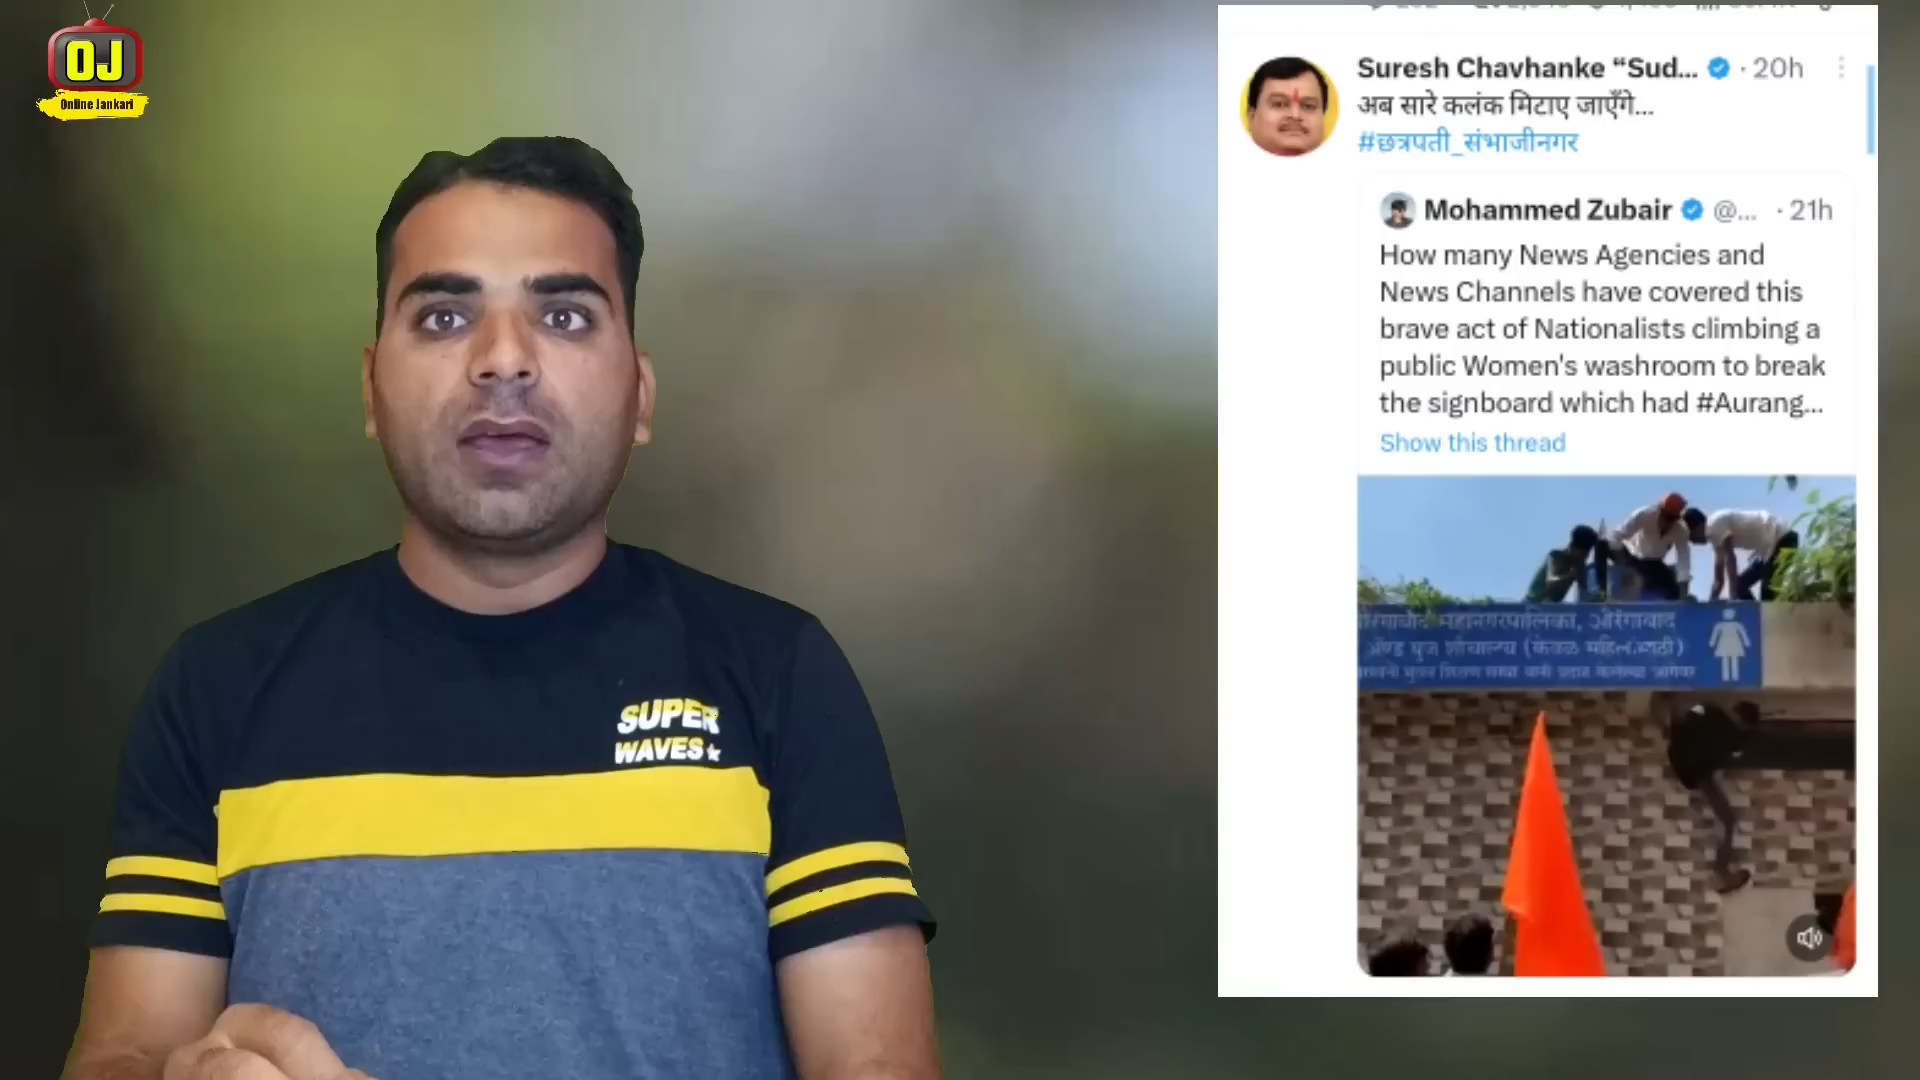 OJ
Online Jankari
SUPER
WAVES
Suresh Chavhanke “Sud... · 20h
अब सारे कलंक मिटाए जाएँगे...
#छत्रपती_संभाजीनगर
Mohammed Zubair @... · 21h
How many News Agencies and
News Channels have covered this
brave act of Nationalists climbing a
public Women's washroom to break
the signboard which had #Aurang...
Show this thread
महानगरपालिका, औरंगाबाद